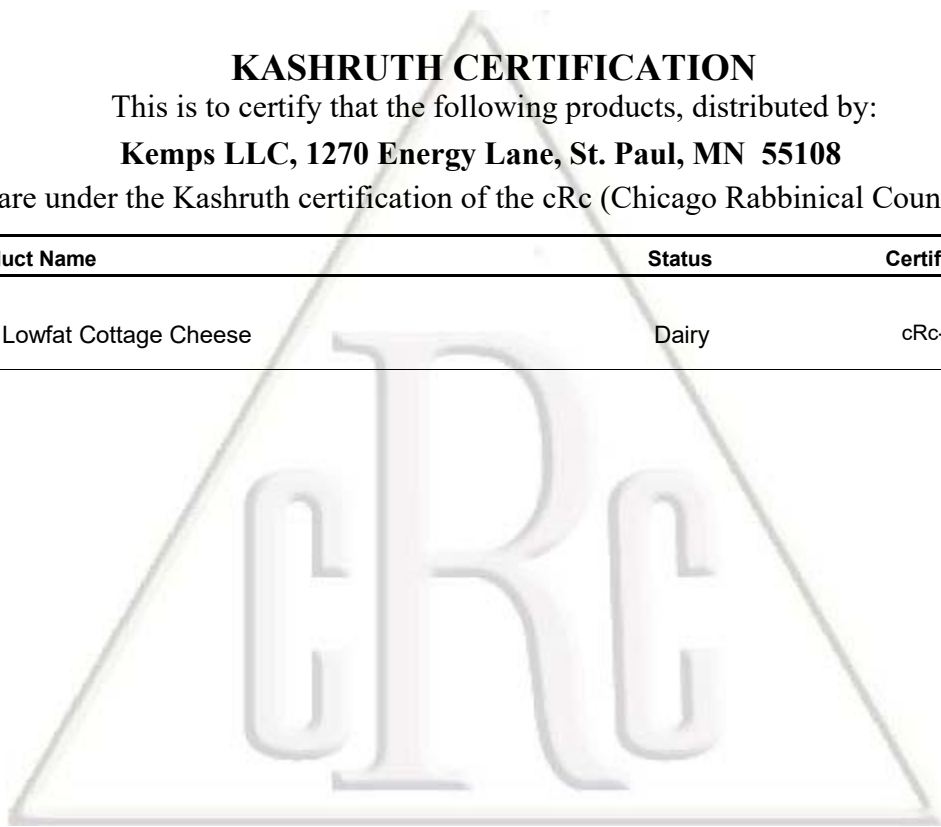 KASHRUTH CERTIFICATION
This is to certify that the following products, distributed by:
Kemps LLC, 1270 Energy Lane, St. Paul, MN 55108
are under the Kashruth certification of the cRc (Chicago Rabbinical Coun
uct Name Status Certif
Lowfat Cottage Cheese Dairy cRc-
cRc